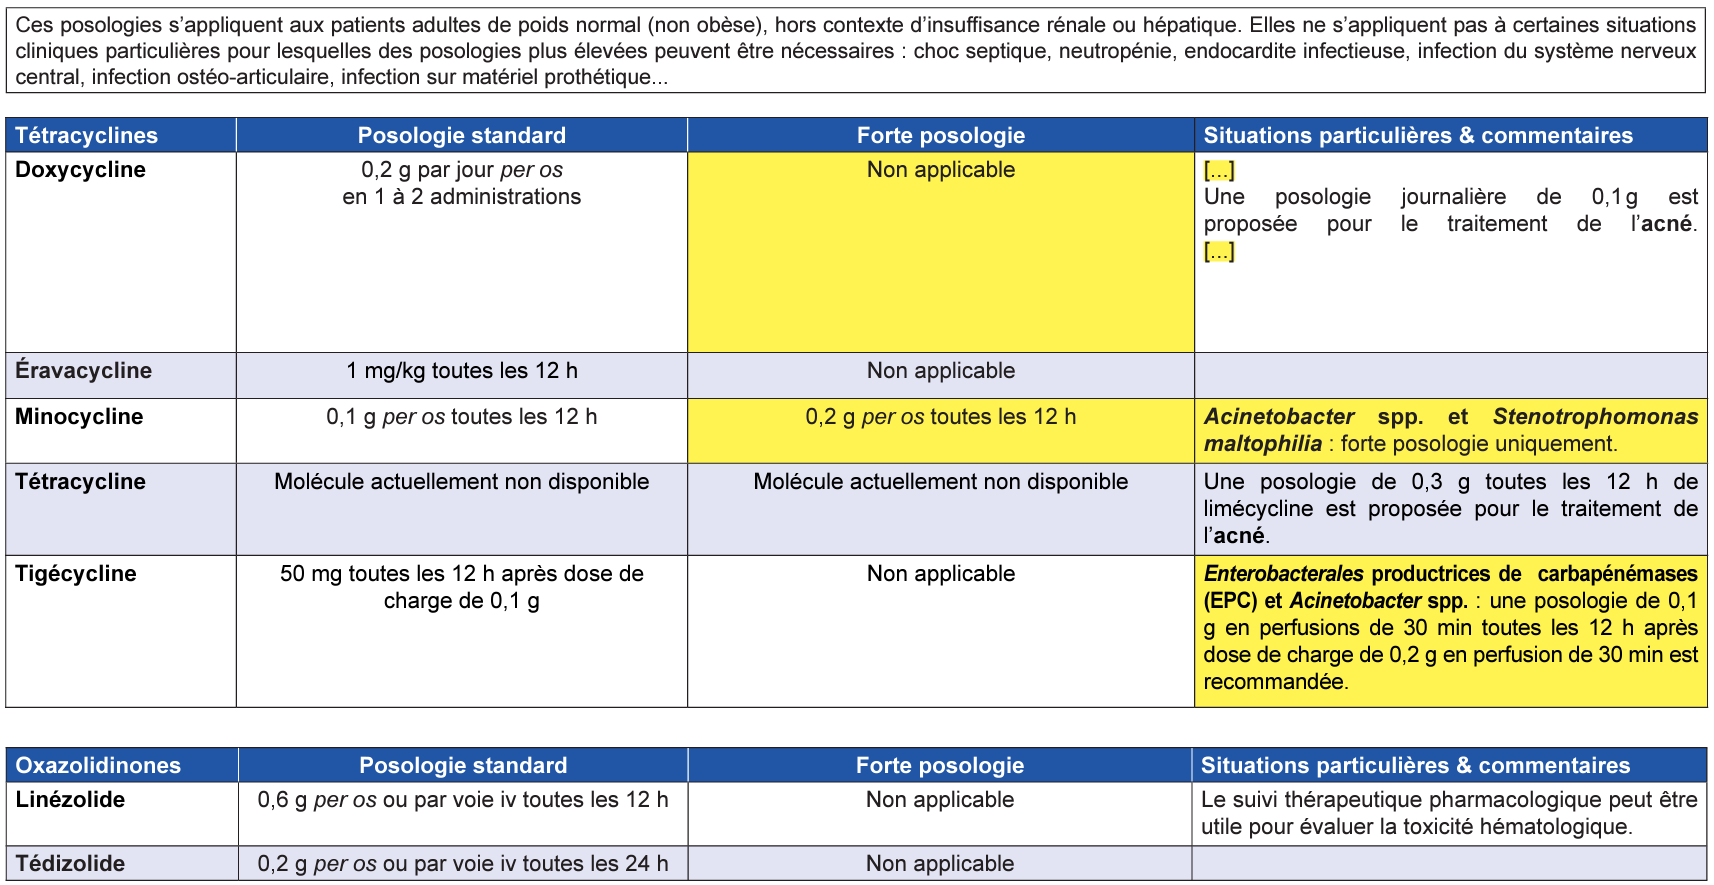 Ces posologies s’appliquent aux patients adultes de poids normal (non obèse), hors contexte d’insuffisance rénale ou hépatique. Elles ne s’appliquent pas à certaines situations
cliniques particulières pour lesquelles des posologies plus élevées peuvent être nécessaires : choc septique, neutropénie, endocardite infectieuse, infection du système nerveux
central, infection ostéo-articulaire, infection sur matériel prothétique...
Tétracyclines
Posologie standard
Forte posologie
Situations particulières & commentaires
Doxycycline
0,2 g par jour per os
en 1 à 2 administrations
Non applicable
[...]
Une posologie journalière de 0,1 g est
proposée pour le traitement de l’acné.
[...]
Éravacycline
1 mg/kg toutes les 12 h
Non applicable
Minocycline
0,1 g per os toutes les 12 h
0,2 g per os toutes les 12 h
Acinetobacter spp. et Stenotrophomonas
maltophilia : forte posologie uniquement.
Tétracycline
Molécule actuellement non disponible
Molécule actuellement non disponible
Une posologie de 0,3 g toutes les 12 h de
limécycline est proposée pour le traitement de
l’acné.
Tigécycline
50 mg toutes les 12 h après dose de
charge de 0,1 g
Non applicable
Enterobacterales productrices de carbapénémases
(EPC) et Acinetobacter spp. : une posologie de 0,1
g en perfusions de 30 min toutes les 12 h après
dose de charge de 0,2 g en perfusion de 30 min est
recommandée.
Oxazolidinones
Posologie standard
Forte posologie
Situations particulières & commentaires
Linézolide
0,6 g per os ou par voie iv toutes les 12 h
Non applicable
Le suivi thérapeutique pharmacologique peut être
utile pour évaluer la toxicité hématologique.
Tédizolide
0,2 g per os ou par voie iv toutes les 24 h
Non applicable